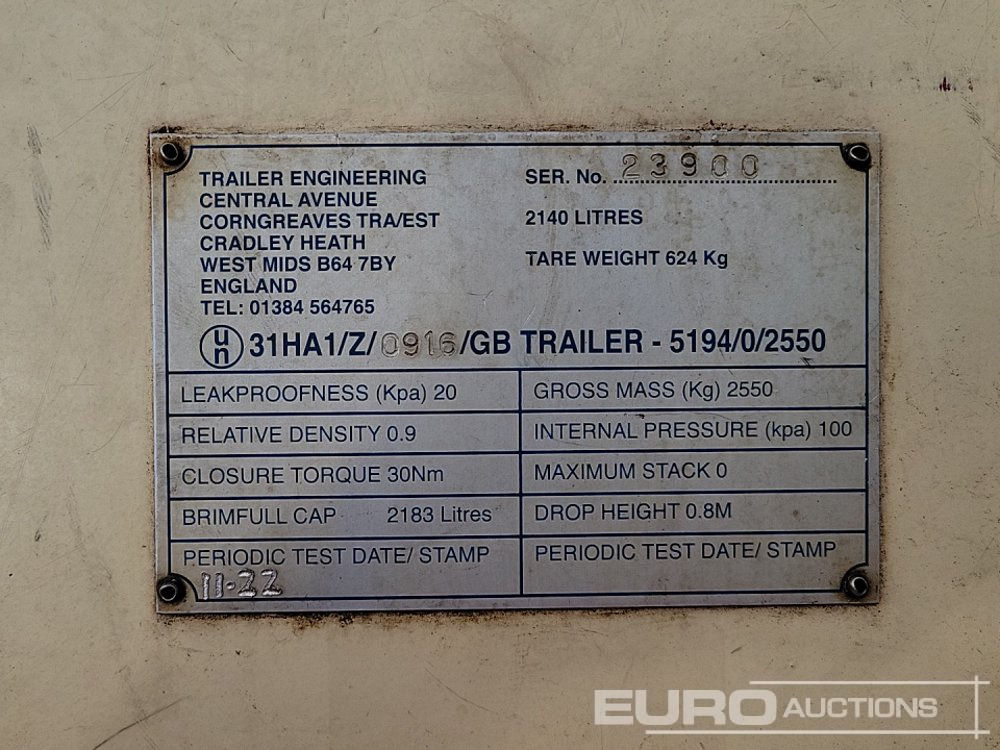 TRAILER ENGINEERING
CENTRAL AVENUE
CORNGREAVES TRA/EST
CRADLEY HEATH
WEST MIDS B64 7BY
ENGLAND
TEL: 01384 564765
SER. No. 23900
2140 LITRES
TARE WEIGHT 624 Kg
un 31HA1/Z/0916/GB TRAILER - 5194/0/2550
LEAKPROOFNESS (Kpa) 20
GROSS MASS (Kg) 2550
RELATIVE DENSITY 0.9
INTERNAL PRESSURE (kpa) 100
CLOSURE TORQUE 30Nm
MAXIMUM STACK 0
BRIMFULL CAP 2183 Litres
DROP HEIGHT 0.8M
PERIODIC TEST DATE/ STAMP
11-22
PERIODIC TEST DATE/ STAMP
EURO AUCTIONS